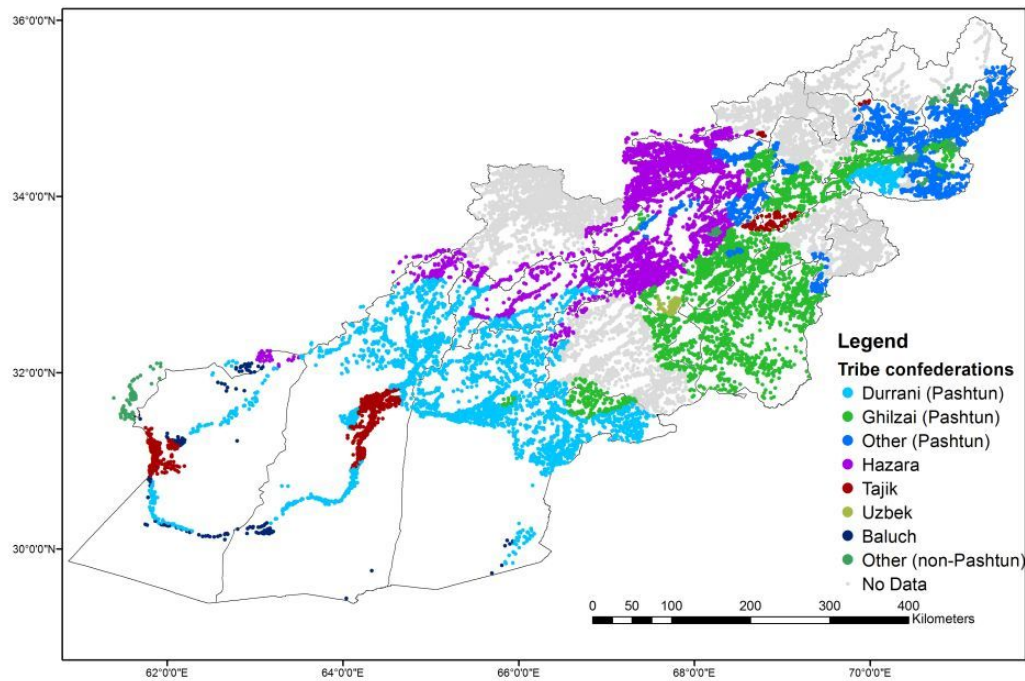 36°0'0"N
34°0'0"N
32°0'0"N
30°0'0"N
Legend
Tribe confederations
Durrani (Pashtun)
Ghilzai (Pashtun)
Other (Pashtun)
Hazara
Tajik
Uzbek
Baluch
Other (non-Pashtun)
No Data
0 50 100 200 300 400
Kilometers
62°0'0"E 64°0'0"E 66°0'0"E 68°0'0"E 70°0'0"E